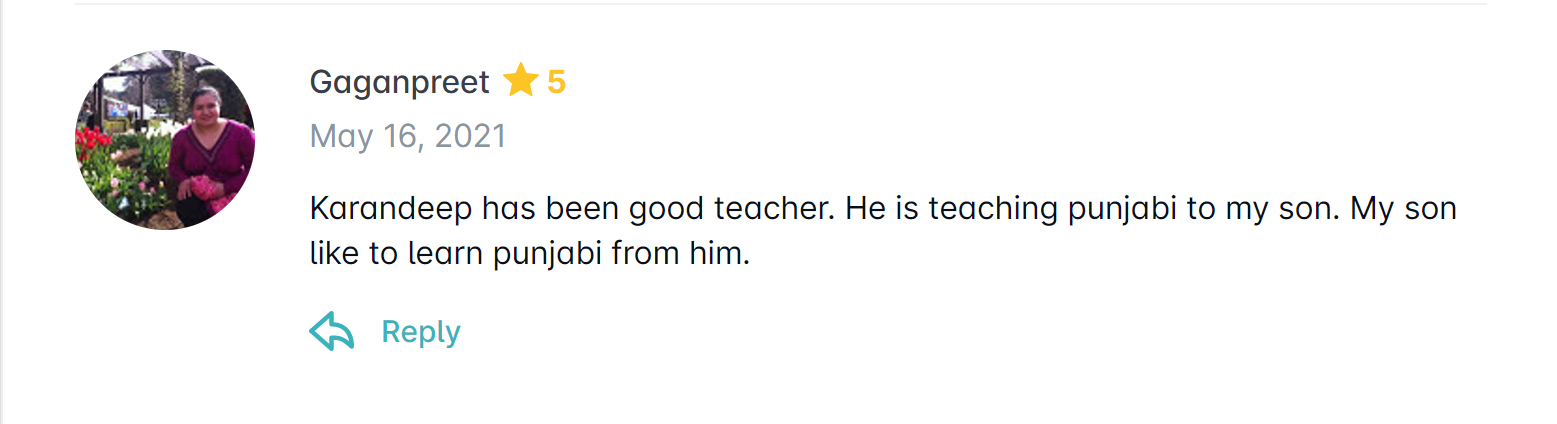 Gaganpreet 5
May 16, 2021
Karandeep has been good teacher. He is teaching punjabi to my son. My son
like to learn punjabi from him.
Reply